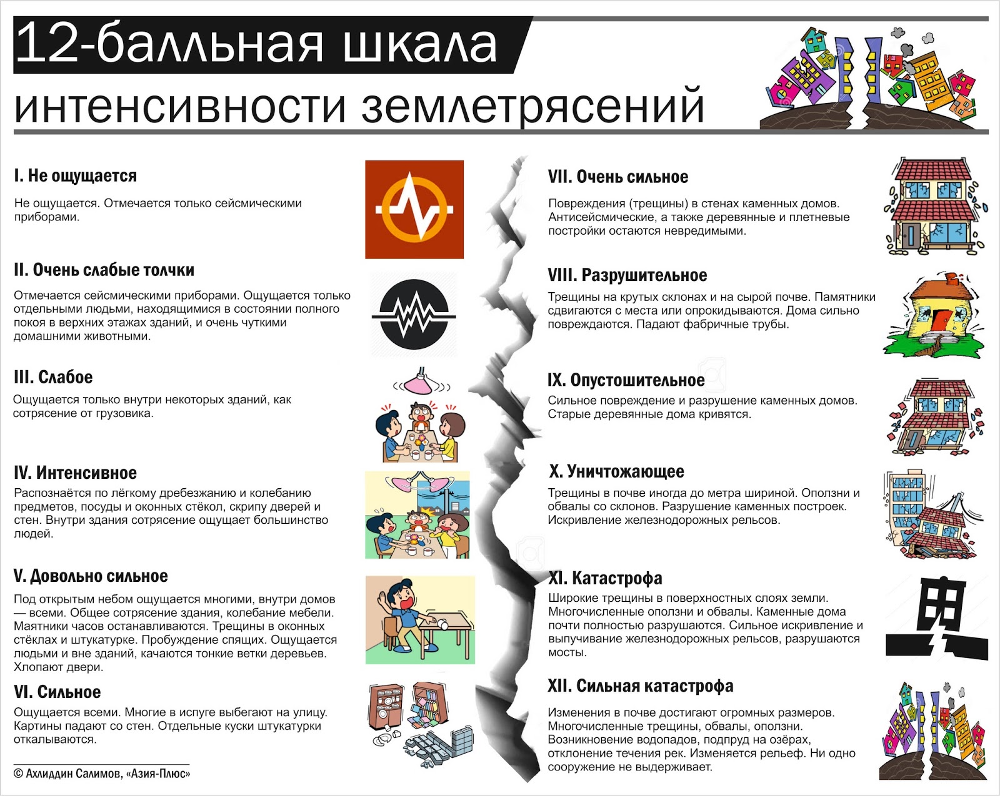 12-балльная шкала
интенсивности землетрясений
I. Не ощущается
Не ощущается. Отмечается только сейсмическими
приборами.
II. Очень слабые толчки
Отмечается сейсмическими приборами. Ощущается только
отдельными людьми, находящимися в состоянии полного
покоя в верхних этажах зданий, и очень чуткими
домашними животными.
III. Слабое
Ощущается только внутри некоторых зданий, как
сотрясение от грузовика.
IV. Интенсивное
Распознаётся по лёгкому дребезжанию и колебанию
предметов, посуды и оконных стёкол, скрипу дверей и
стен. Внутри здания сотрясение ощущает большинство
людей.
V. Довольно сильное
Под открытым небом ощущается многими, внутри домов
— всеми. Общее сотрясение здания, колебание мебели.
Маятники часов останавливаются. Трещины в оконных
стёклах и штукатурке. Пробуждение спящих. Ощущается
людьми и вне зданий, качаются тонкие ветки деревьев.
Хлопают двери.
VI. Сильное
Ощущается всеми. Многие в испуге выбегают на улицу.
Картины падают со стен. Отдельные куски штукатурки
откалываются.
© Ахлиддин Салимов, «Азия-Плюс»
VII. Очень сильное
Повреждения (трещины) в стенах каменных домов.
Антисейсмические, а также деревянные и плетневые
постройки остаются невредимыми.
VIII. Разрушительное
Трещины на крутых склонах и на сырой почве. Памятники
сдвигаются с места или опрокидываются. Дома сильно
повреждаются. Падают фабричные трубы.
IX. Опустошительное
Сильное повреждение и разрушение каменных домов.
Старые деревянные дома кривятся.
X. Уничтожающее
Трещины в почве иногда до метра шириной. Оползни и
обвалы со склонов. Разрушение каменных построек.
Искривление железнодорожных рельсов.
XI. Катастрофа
Широкие трещины в поверхностных слоях земли.
Многочисленные оползни и обвалы. Каменные дома
почти полностью разрушаются. Сильное искривление и
выпучивание железнодорожных рельсов, разрушаются
мосты.
XII. Сильная катастрофа
Изменения в почве достигают огромных размеров.
Многочисленные трещины, обвалы, оползни.
Возникновение водопадов, подпруд на озёрах,
отклонение течения рек. Изменяется рельеф. Ни одно
сооружение не выдерживает.